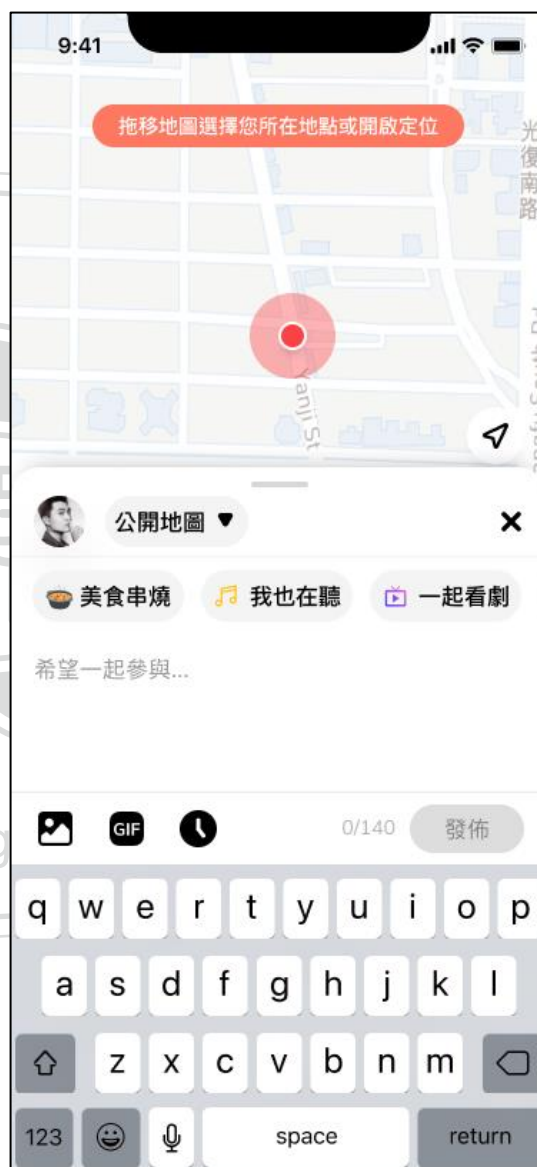 9:41
拖移地圖選擇您所在地點或開啟定位
光復南路
Yanji St
公開地圖
美食串燒
我也在聽
一起看劇
希望一起參與...
GIF
0/140
發佈
q w e r t y u i o p
a s d f g h j k l
z x c v b n m
123
space
return